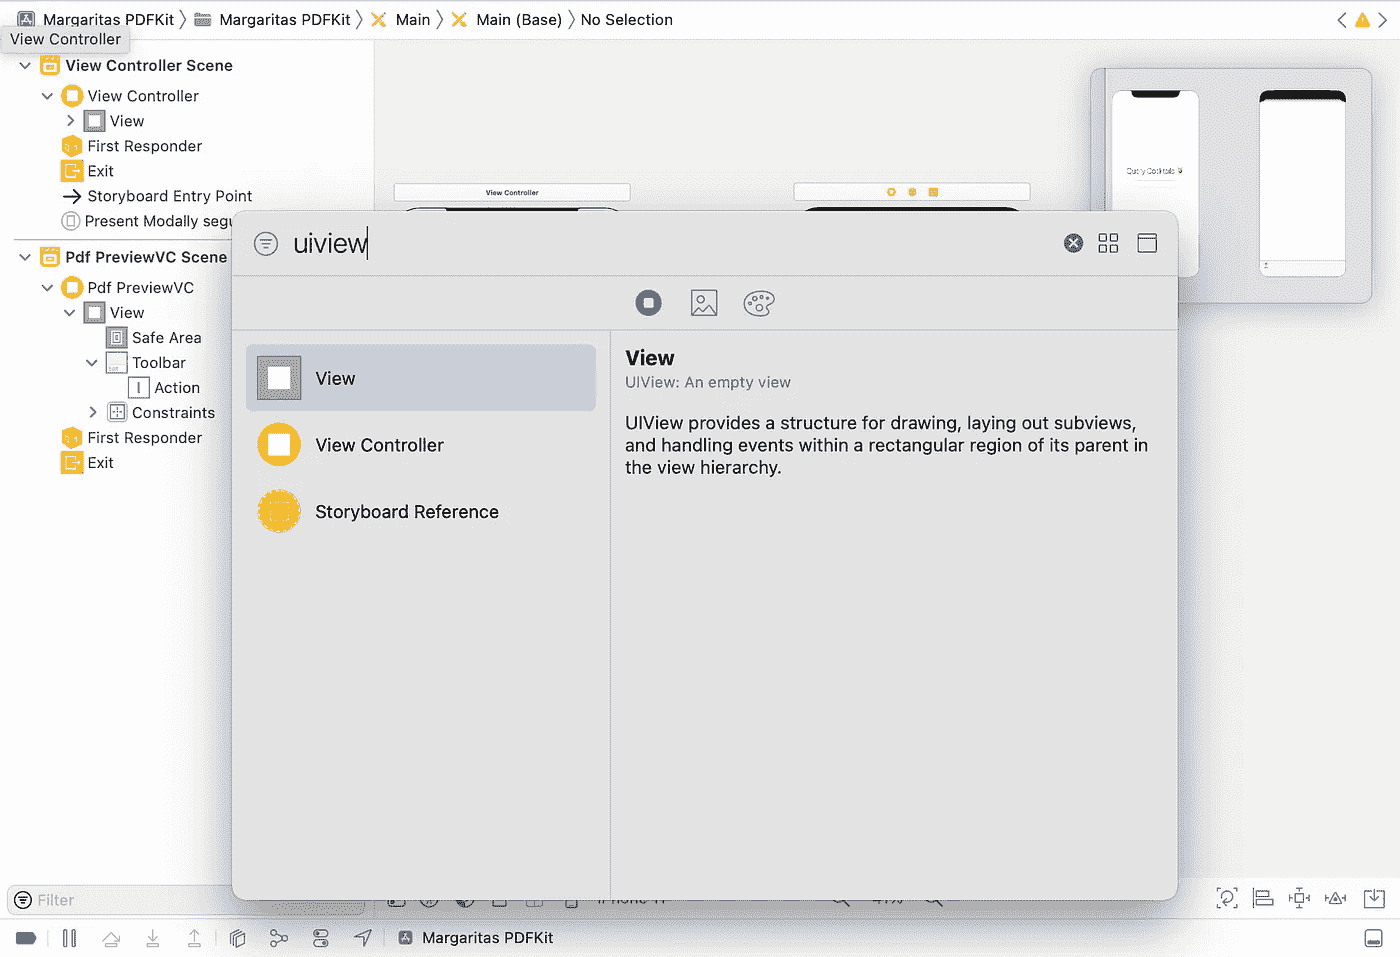 Margaritas PDFKit
Margaritas PDFKit
Main
Main (Base)
No Selection
View Controller
View Controller Scene
View Controller
View
First Responder
Exit
Storyboard Entry Point
Present Modally segu
Pdf PreviewVC Scene
Pdf PreviewVC
View
Safe Area
Toolbar
Action
Constraints
First Responder
Exit
View Controller
Query Cocktails
uiview
View
View Controller
Storyboard Reference
View
UIView: An empty view
UIView provides a structure for drawing, laying out subviews,
and handling events within a rectangular region of its parent in
the view hierarchy.
Filter
Margaritas PDFKit